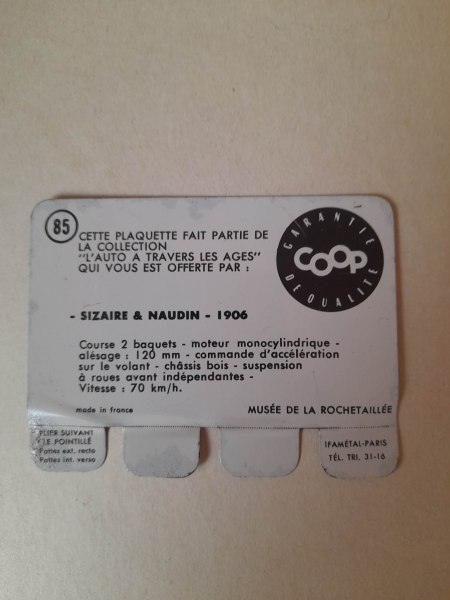 85
CETTE PLAQUETTE FAIT PARTIE DE
LA COLLECTION
"L'AUTO A TRAVERS LES AGES"
QUI VOUS EST OFFERTE PAR :
GARANTIE
COOP
DE QUALITE
- SIZAIRE & NAUDIN - 1906
Course 2 baquets - moteur monocylindrique -
alésage : 120 mm - commande d'accélération
sur le volant - châssis bois - suspension
à roues avant indépendantes -
Vitesse : 70 km/h.
made in france
MUSÉE DE LA ROCHETAILLÉE
PLIER SUIVANT
LE POINTILLÉ
Pattes ext. recto
Pattes int. verso
IFAMÉTAL-PARIS
TÉL. TRI. 31-16